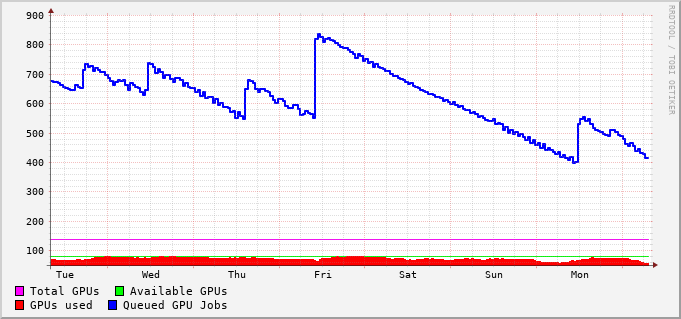 900
800
700
600
500
400
300
200
100
Tue Wed Thu Fri Sat Sun Mon
Total GPUs Available GPUs
GPUs used Queued GPU Jobs
RRDTOOL / TOBI OETIKER